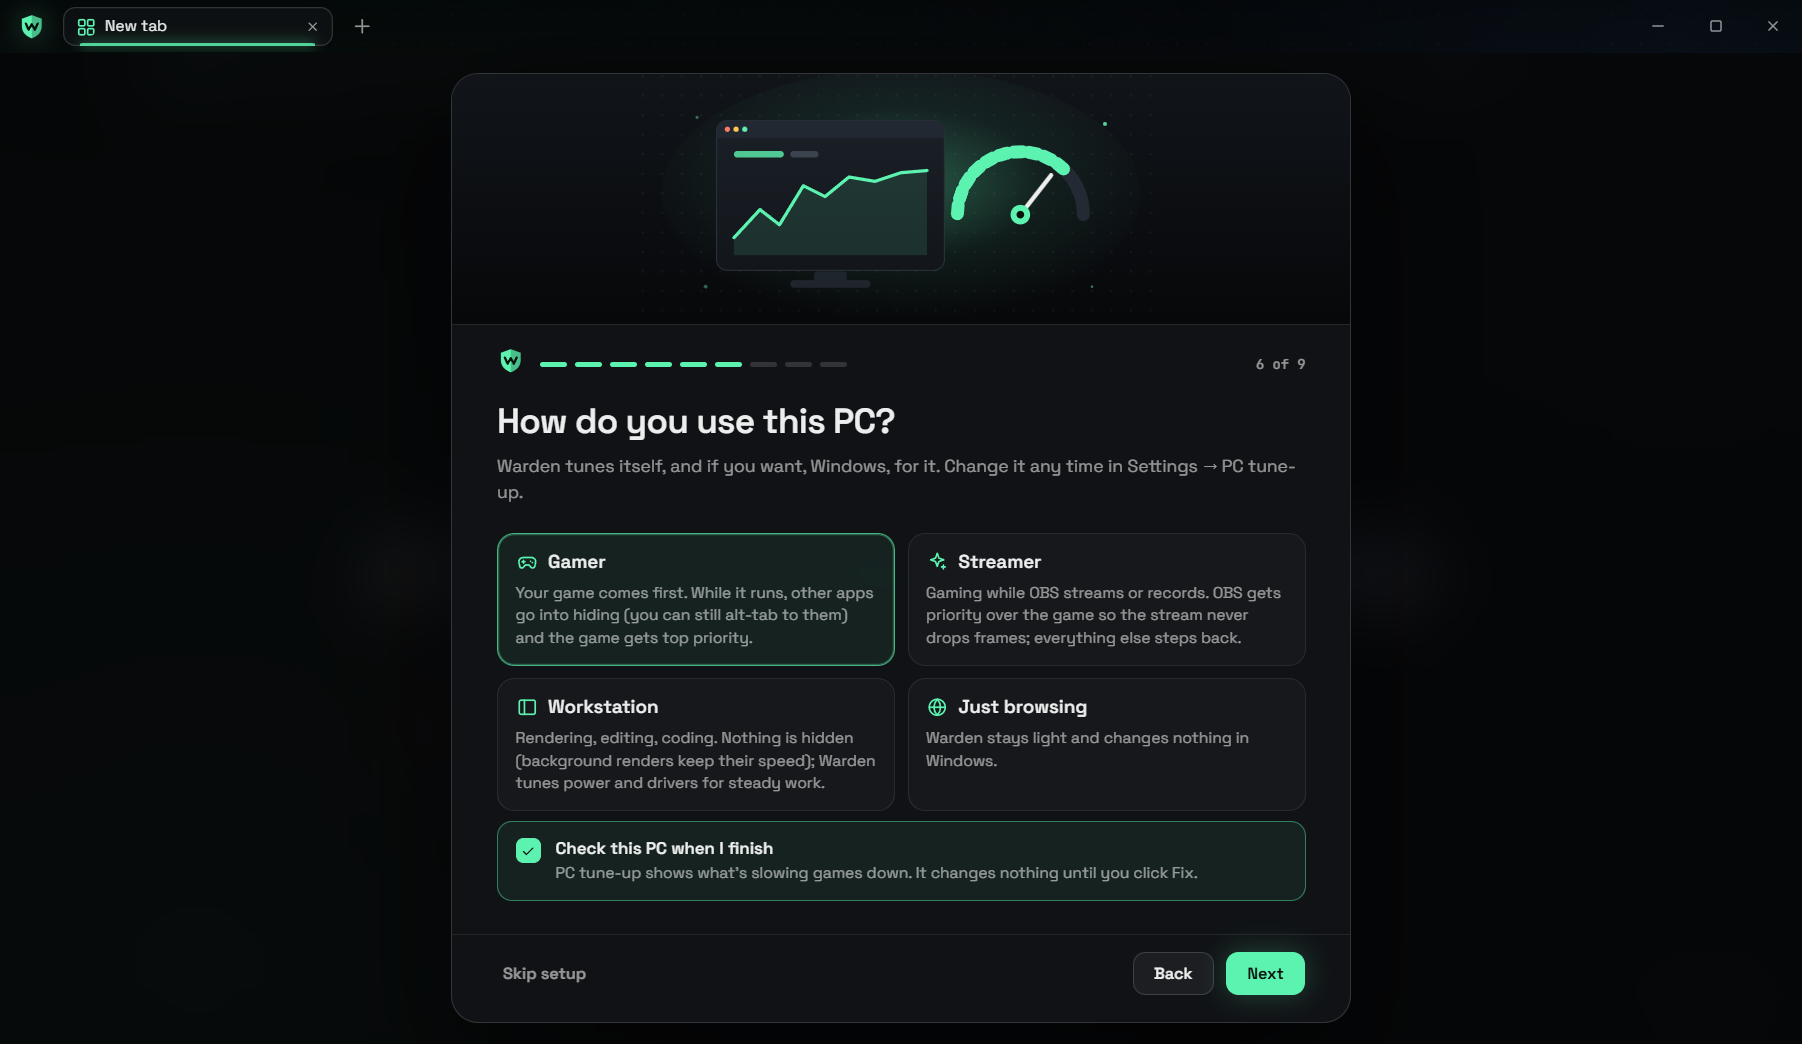 New tab
6 of 9
How do you use this PC?
Warden tunes itself, and if you want, Windows, for it. Change it any time in Settings → PC tune-
up.
Gamer
Your game comes first. While it runs, other apps
go into hiding (you can still alt-tab to them)
and the game gets top priority.
Streamer
Gaming while OBS streams or records. OBS gets
priority over the game so the stream never
drops frames; everything else steps back.
Workstation
Rendering, editing, coding. Nothing is hidden
(background renders keep their speed); Warden
tunes power and drivers for steady work.
Just browsing
Warden stays light and changes nothing in
Windows.
Check this PC when I finish
PC tune-up shows what's slowing games down. It changes nothing until you click Fix.
Skip setup
Back
Next